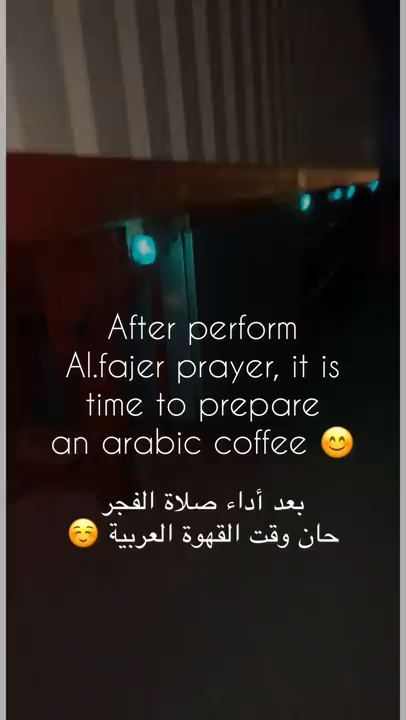 After perform
Al.fajer prayer, it is
time to prepare
an arabic coffee 😊
بعد أداء صلاة الفجر
حان وقت القهوة العربية ☺️